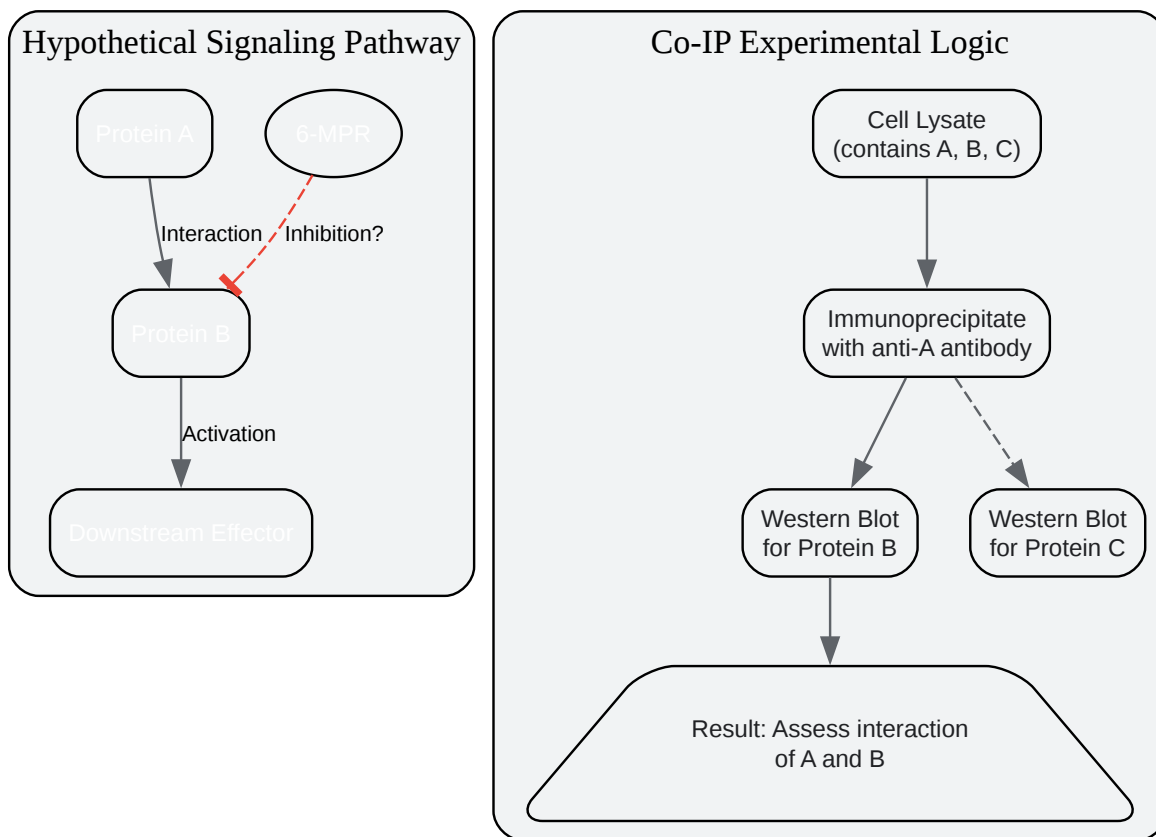 Hypothetical Signaling Pathway
Protein A
6-MPR
Interaction
Inhibition?
Protein B
Activation
Downstream Effector
Co-IP Experimental Logic
Cell Lysate
(contains A, B, C)
Immunoprecipitate
with anti-A antibody
Western Blot
for Protein B
Western Blot
for Protein C
Result: Assess interaction
of A and B